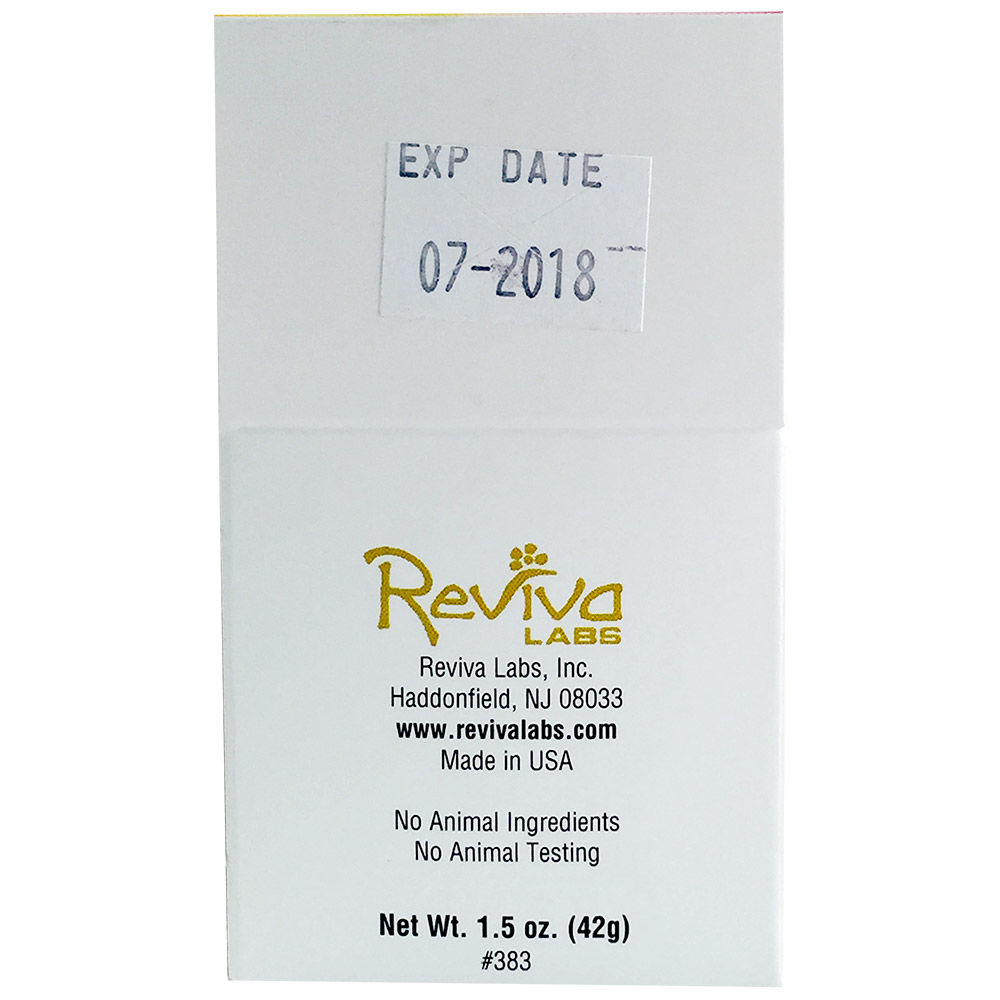 EXP DATE
07-2018
Reviva
LABS
Reviva Labs, Inc.
Haddonfield, NJ 08033
www.revivalabs.com
Made in USA
No Animal Ingredients
No Animal Testing
Net Wt. 1.5 oz. (42g)
#383